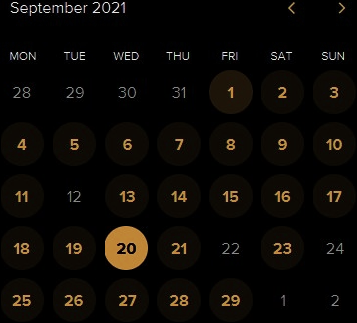 September 2021
MON TUE WED THU FRI SAT SUN
28 29 30 31 1 2 3
4 5 6 7 8 9 10
11 12 13 14 15 16 17
18 19 20 21 22 23 24
25 26 27 28 29 1 2